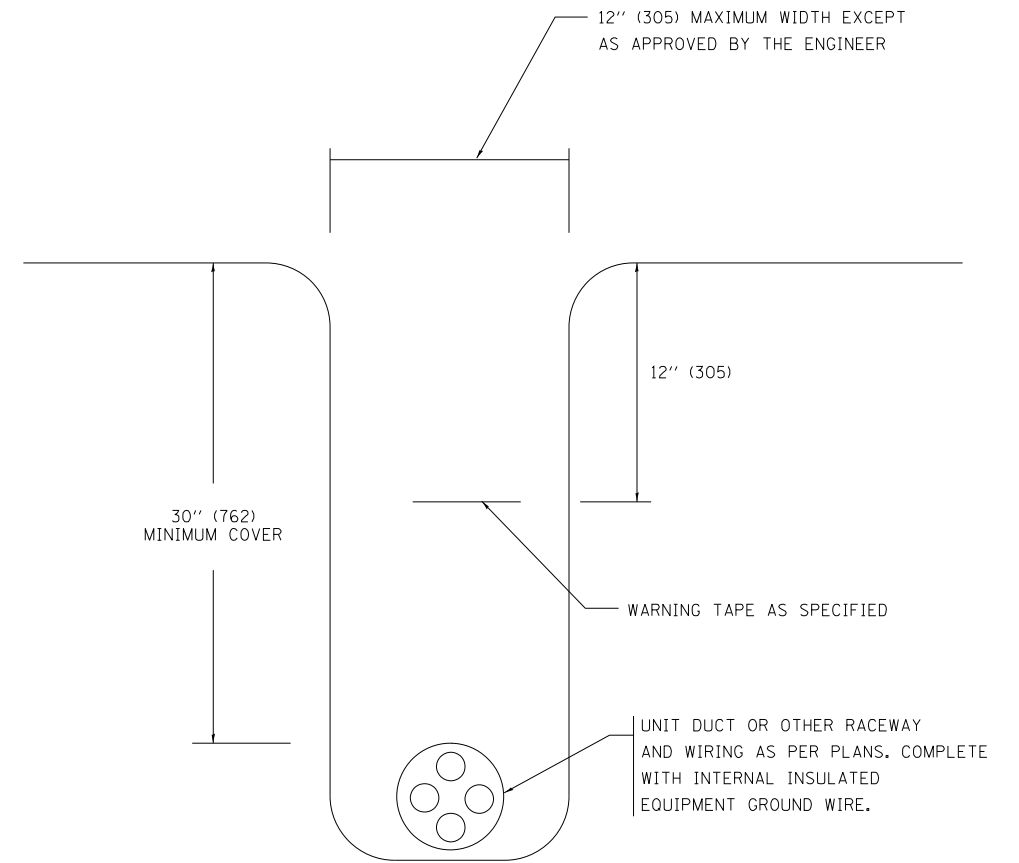 12'' (305) MAXIMUM WIDTH EXCEPT
AS APPROVED BY THE ENGINEER
12'' (305)
30'' (762)
MINIMUM COVER
WARNING TAPE AS SPECIFIED
UNIT DUCT OR OTHER RACEWAY
AND WIRING AS PER PLANS. COMPLETE
WITH INTERNAL INSULATED
EQUIPMENT GROUND WIRE.